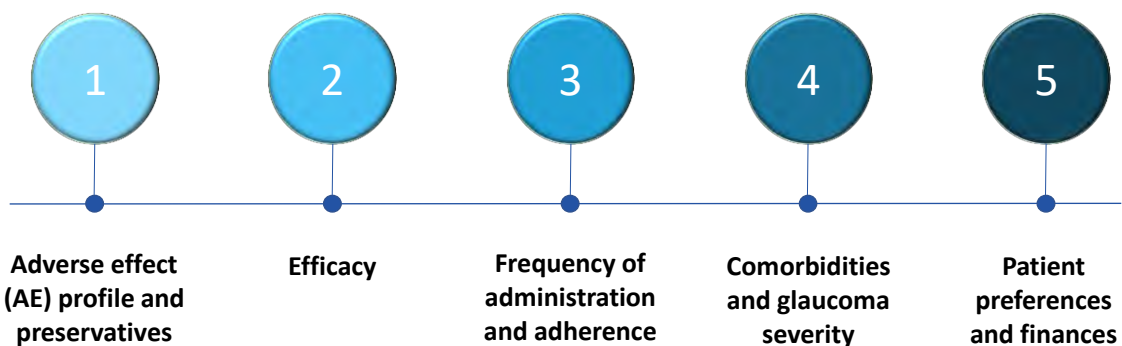 1
2
3
4
5
Adverse effect
(AE) profile and
preservatives
Efficacy
Frequency of
administration
and adherence
Comorbidities
and glaucoma
severity
Patient
preferences
and finances